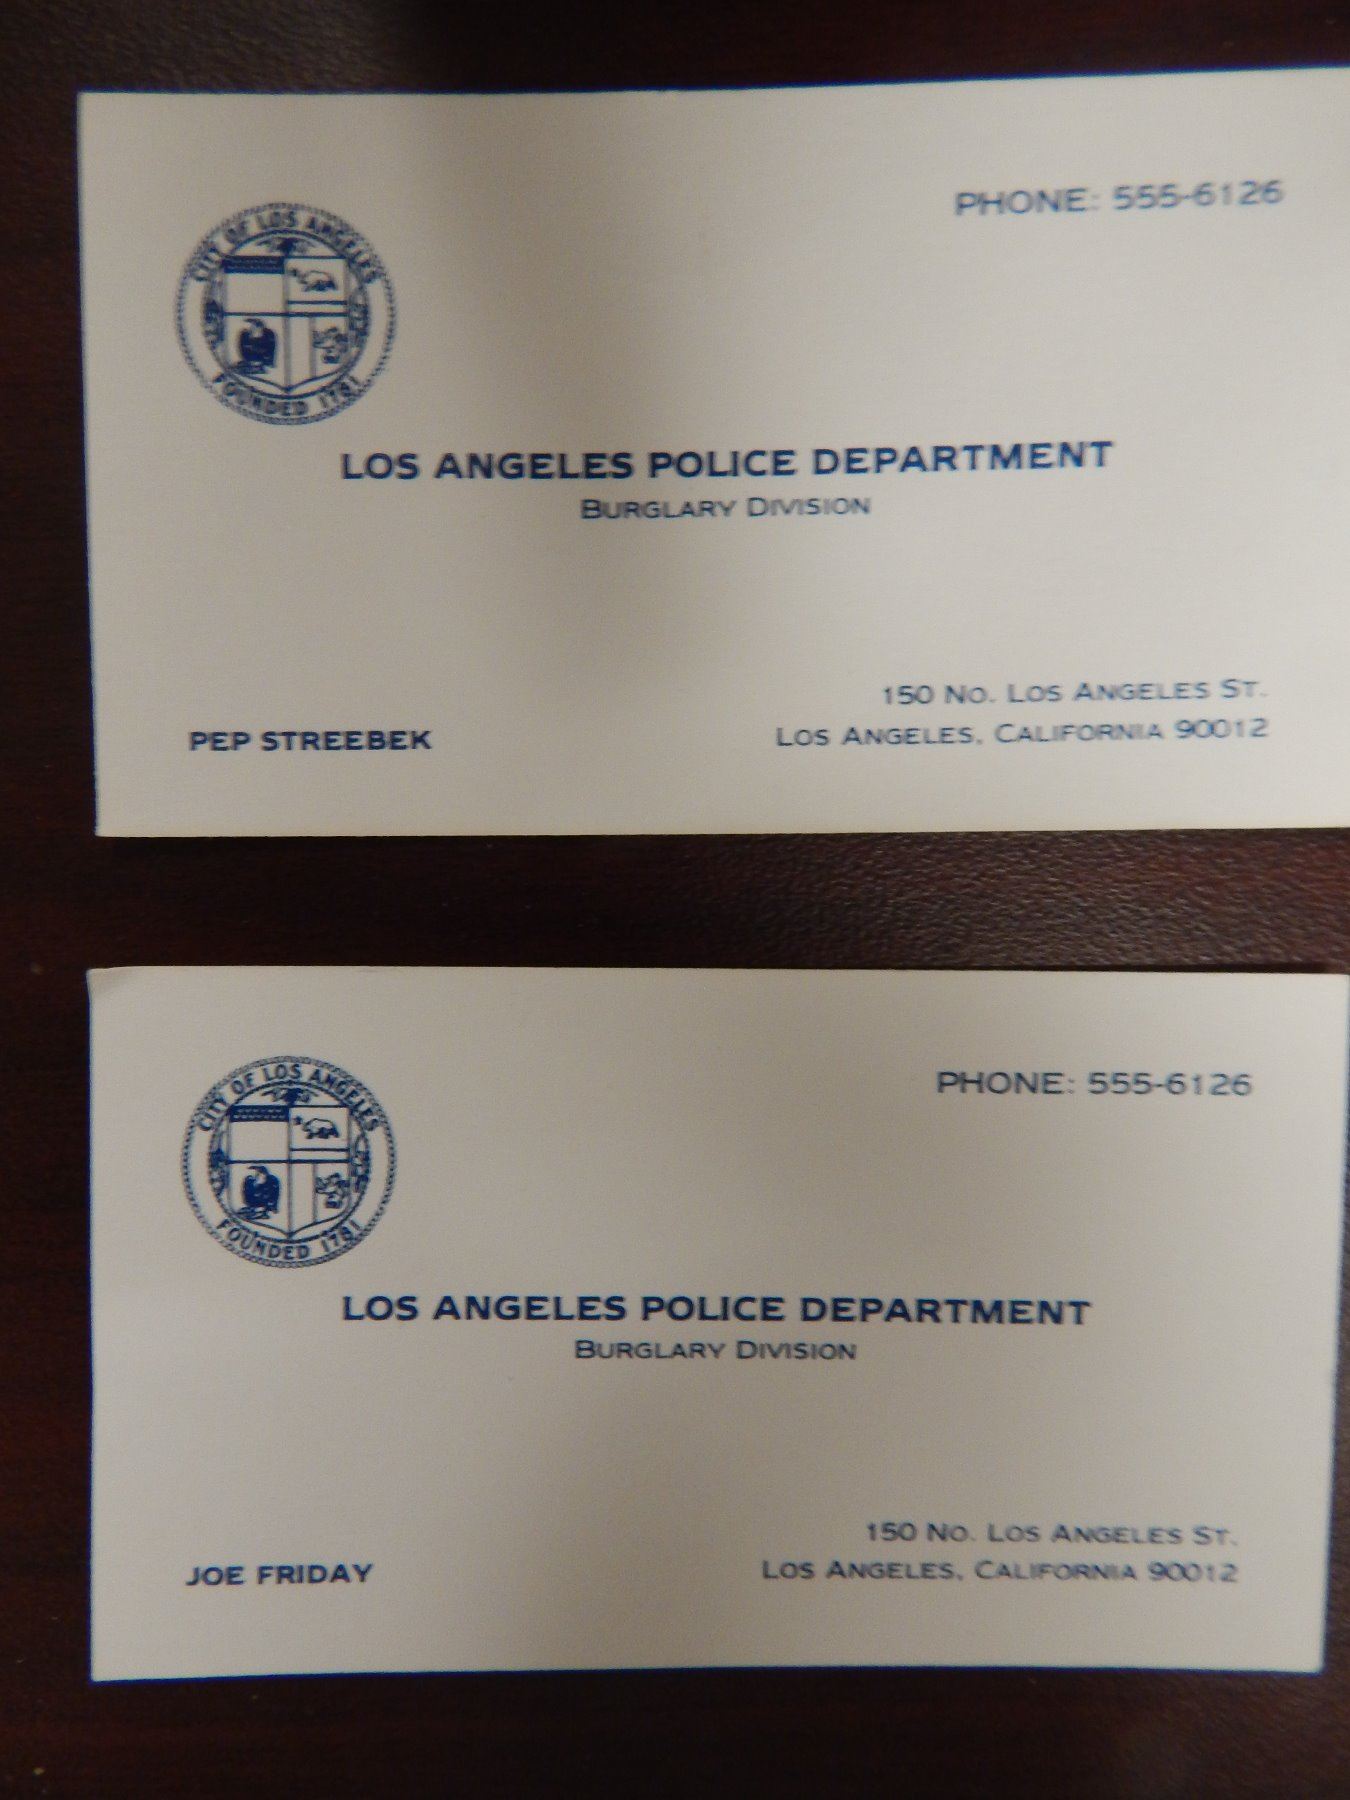 PHONE: 555-6126
CITY OF LOS ANGELES
FOUNDED 1781
LOS ANGELES POLICE DEPARTMENT
BURGLARY DIVISION
PEP STREEBEK
150 NO. LOS ANGELES ST.
LOS ANGELES, CALIFORNIA 90012
PHONE: 555-6126
CITY OF LOS ANGELES
FOUNDED 1781
LOS ANGELES POLICE DEPARTMENT
BURGLARY DIVISION
JOE FRIDAY
150 NO. LOS ANGELES ST.
LOS ANGELES, CALIFORNIA 90012